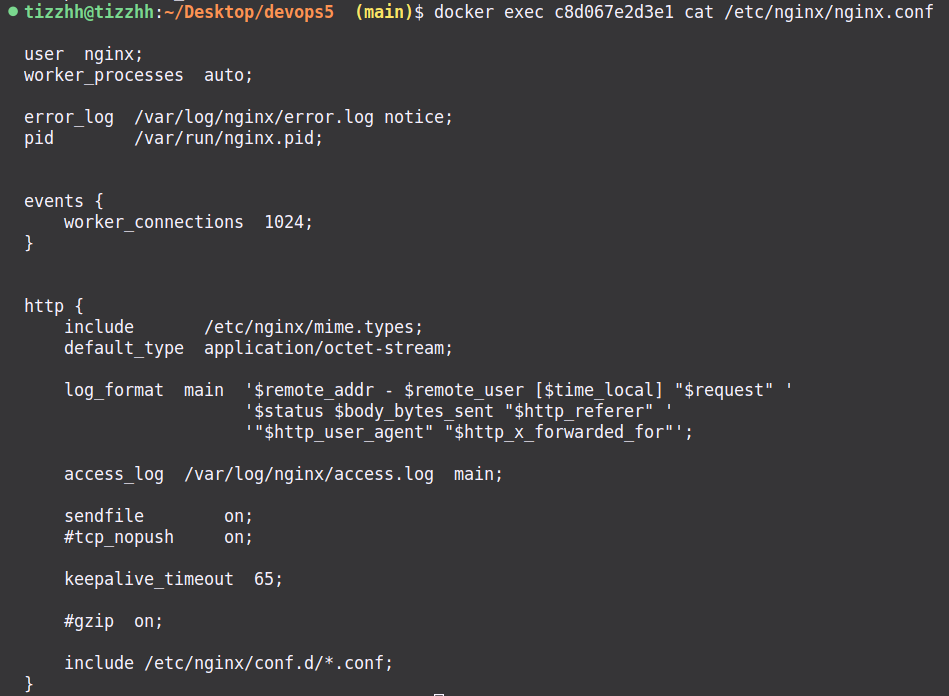 tizzhh@tizzhh:~/Desktop/devops5  (main)$ docker exec c8d067e2d3e1 cat /etc/nginx/nginx.conf
user  nginx;
worker_processes  auto;
error_log  /var/log/nginx/error.log notice;
pid        /var/run/nginx.pid;
events {
    worker_connections  1024;
}
http {
    include       /etc/nginx/mime.types;
    default_type  application/octet-stream;
    log_format  main  '$remote_addr - $remote_user [$time_local] "$request" '
                      '$status $body_bytes_sent "$http_referer" '
                      '"$http_user_agent" "$http_x_forwarded_for"';
    access_log  /var/log/nginx/access.log  main;
    sendfile        on;
    #tcp_nopush     on;
    keepalive_timeout  65;
    #gzip  on;
    include /etc/nginx/conf.d/*.conf;
}